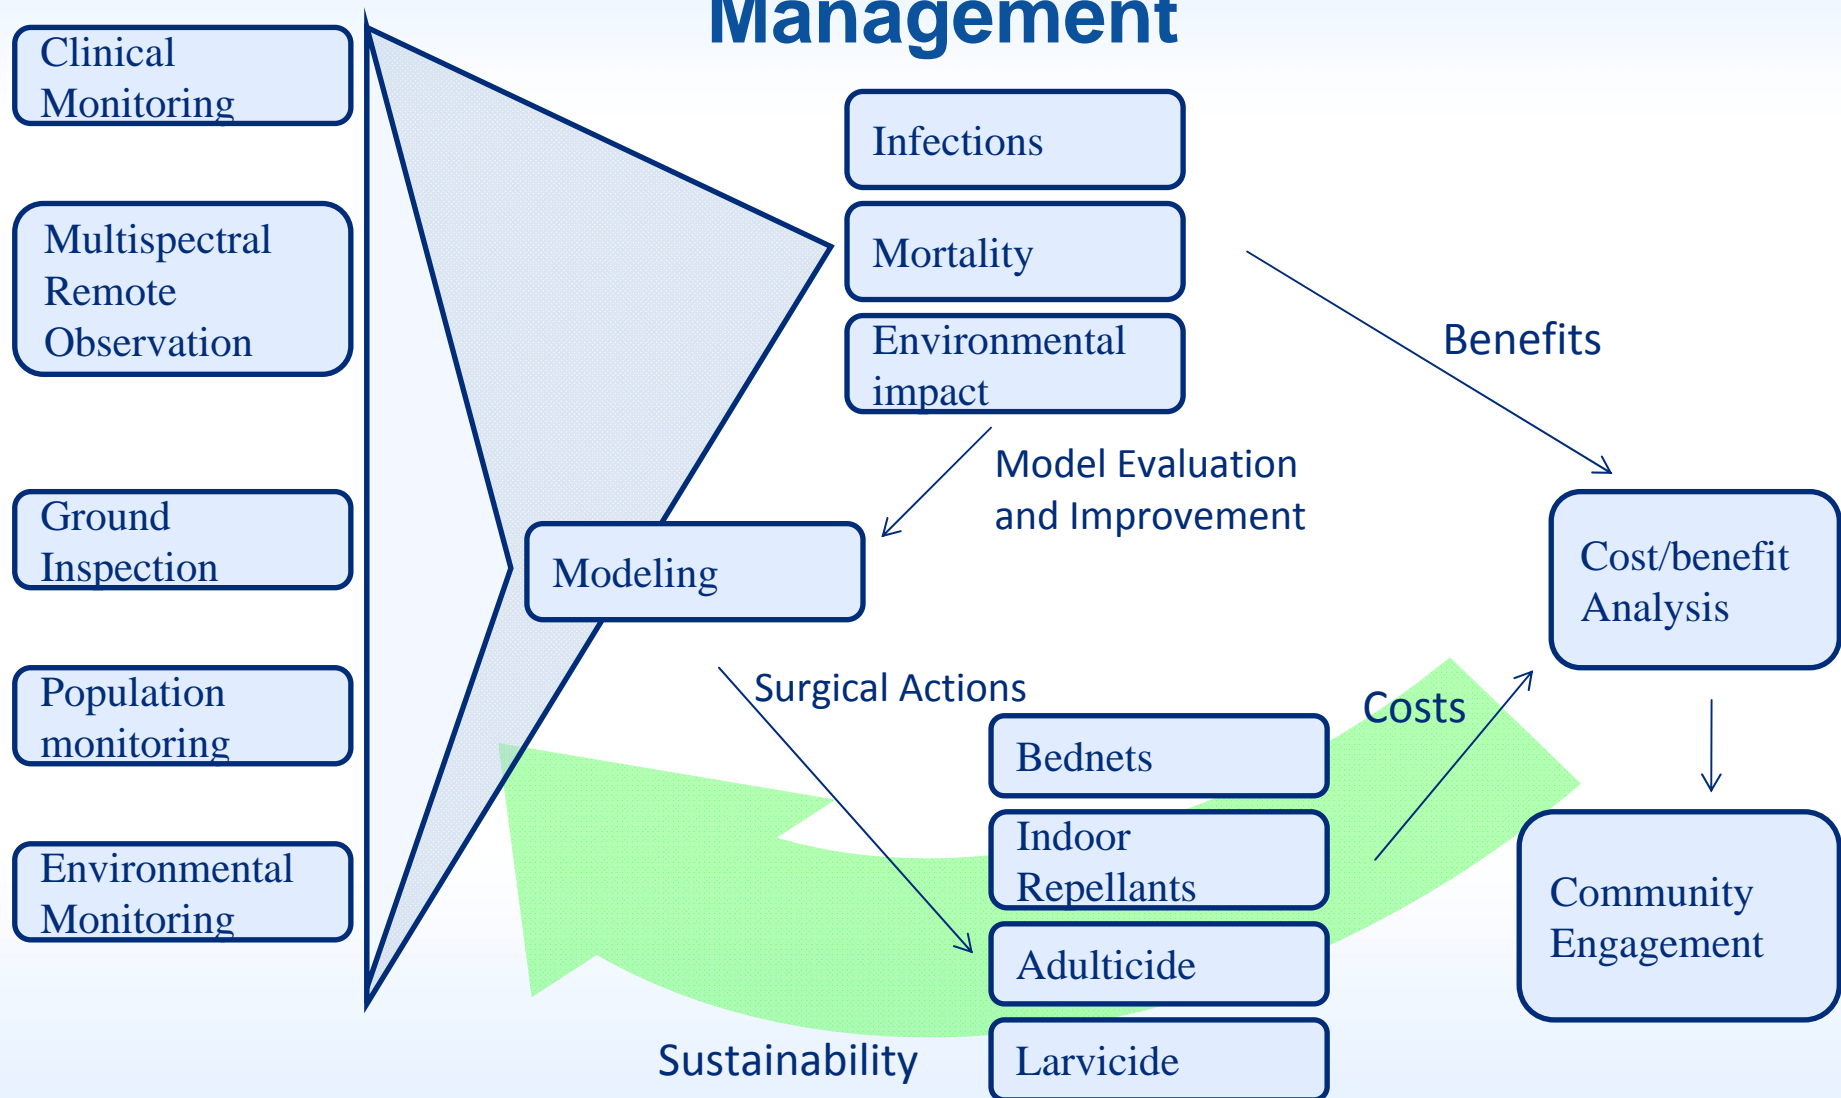 Management
Clinical
Monitoring
Multispectral
Remote
Observation
Ground
Inspection
Population
monitoring
Environmental
Monitoring
Infections
Mortality
Environmental
impact
Benefits
Model Evaluation
and Improvement
Modeling
Surgical Actions
Bednets
Indoor
Repellants
Adulticide
Larvicide
Costs
Cost/benefit
Analysis
Community
Engagement
Sustainability